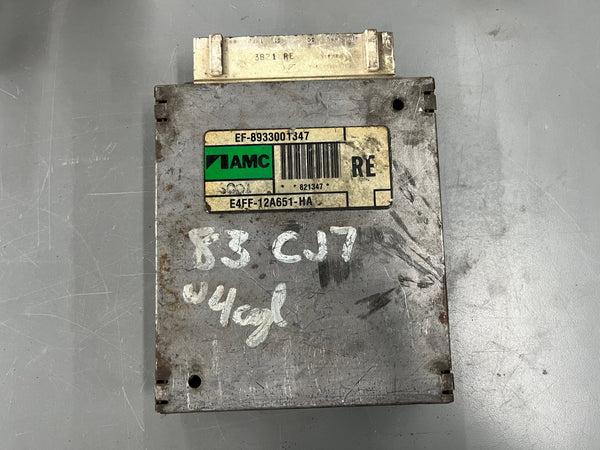 3B21 RE
EF-8933001347
AMC
RE
* * 821347 *
E4FF-12A651-HA
83 CJ7
4cyl